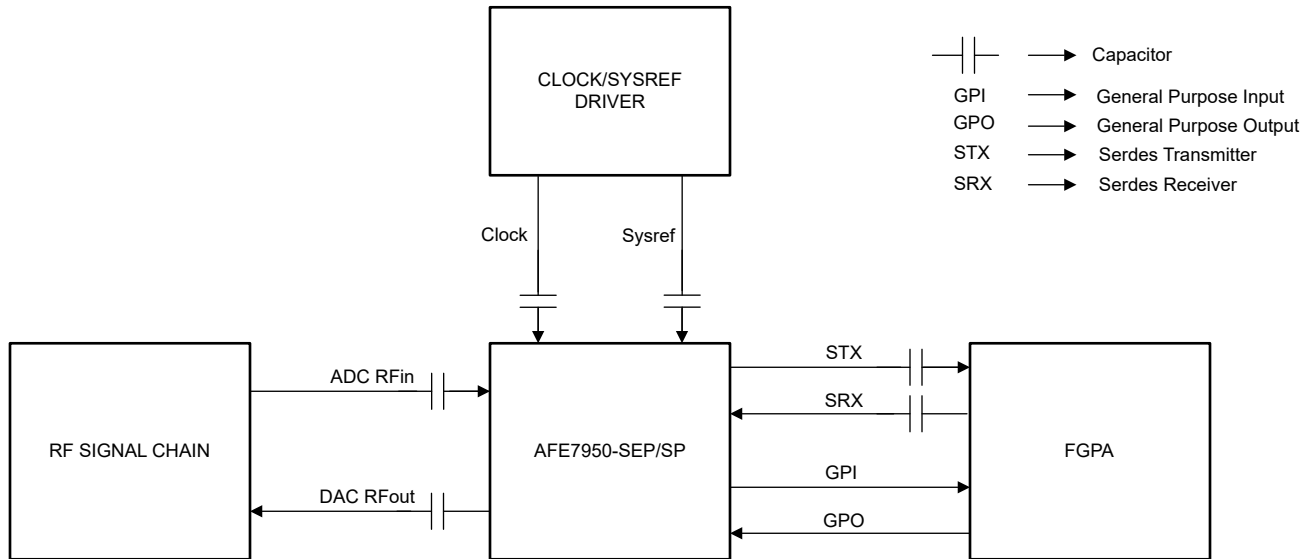 CLOCK/SYSREF
DRIVER
Capacitor
GPI General Purpose Input
GPO General Purpose Output
STX Serdes Transmitter
SRX Serdes Receiver
Clock Sysref
ADC RFin
STX
SRX
RF SIGNAL CHAIN
AFE7950-SEP/SP
FGPA
GPI
DAC RFout
GPO